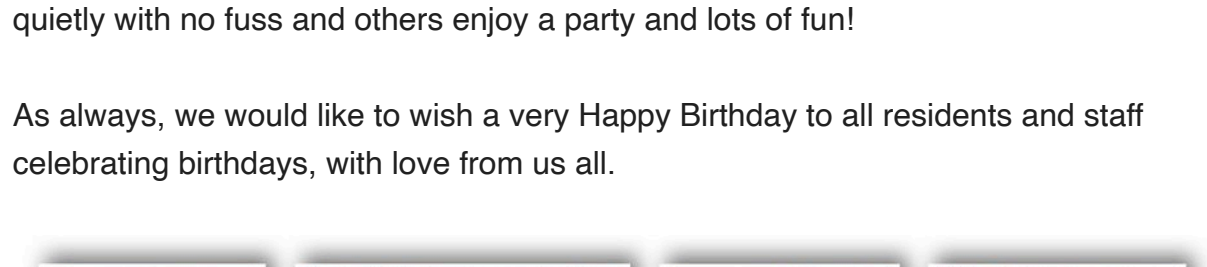 quietly with no fuss and others enjoy a party and lots of fun!
As always, we would like to wish a very Happy Birthday to all residents and staff
celebrating birthdays, with love from us all.